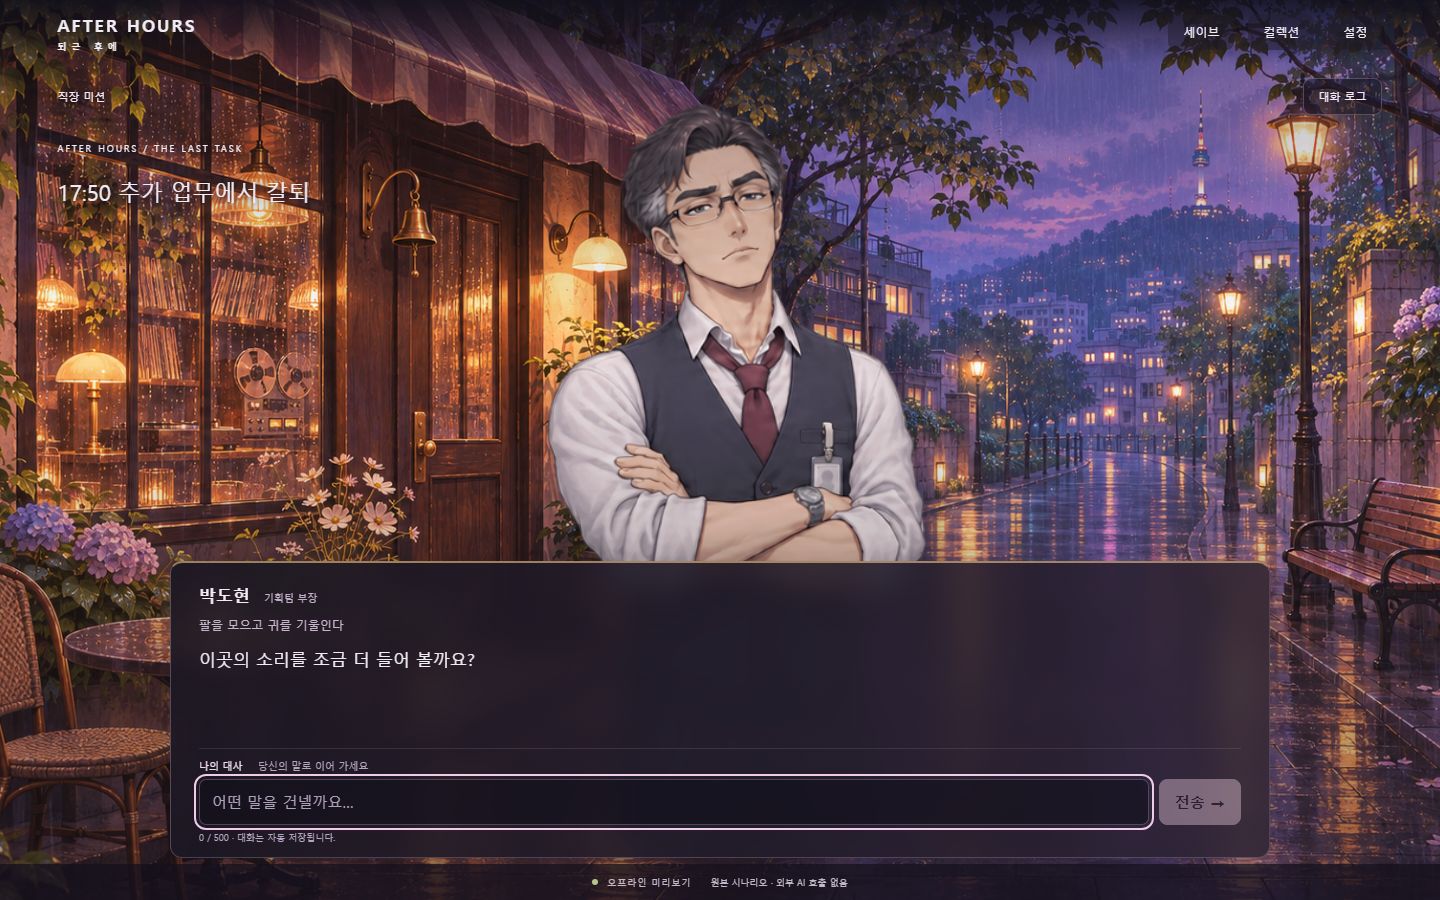 AFTER HOURS
퇴근 후에
세이브
컬렉션
설정
직장 미션
대화 로그
AFTER HOURS / THE LAST TASK
17:50 추가 업무에서 칼퇴
박도현 기획팀 부장
팔을 모으고 귀를 기울인다
이곳의 소리를 조금 더 들어 볼까요?
나의 대사 당신의 말로 이어 가세요
어떤 말을 건넬까요...
전송 →
0 / 500 · 대화는 자동 저장됩니다.
오프라인 미리보기 원본 시나리오 · 외부 AI 호출 없음